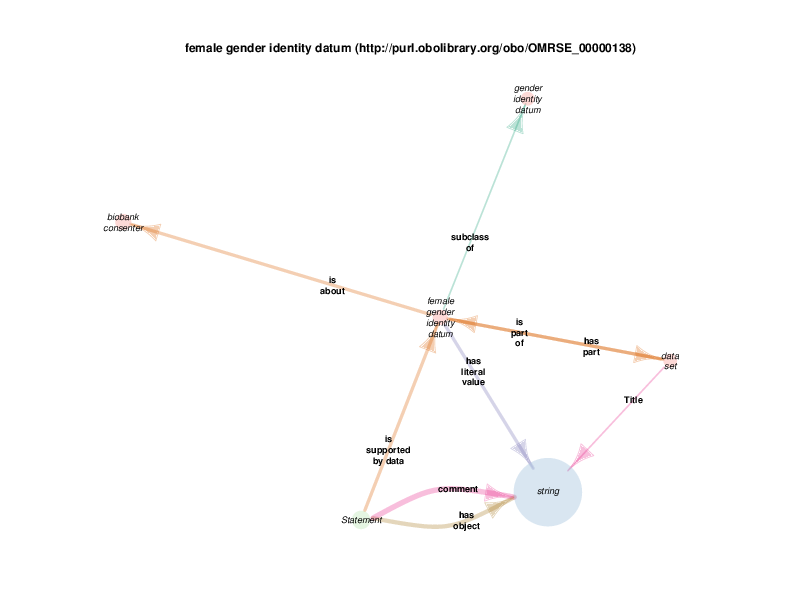 female gender identity datum (http://purl.obolibrary.org/obo/OMRSE_00000138)
gender
identity
datum
biobank
consenter
subclass
of
is
about
female
gender
identity
datum
is
part
of
has
part
data
set
has
literal
value
Title
is
supported
by data
comment
string
Statement
has
object